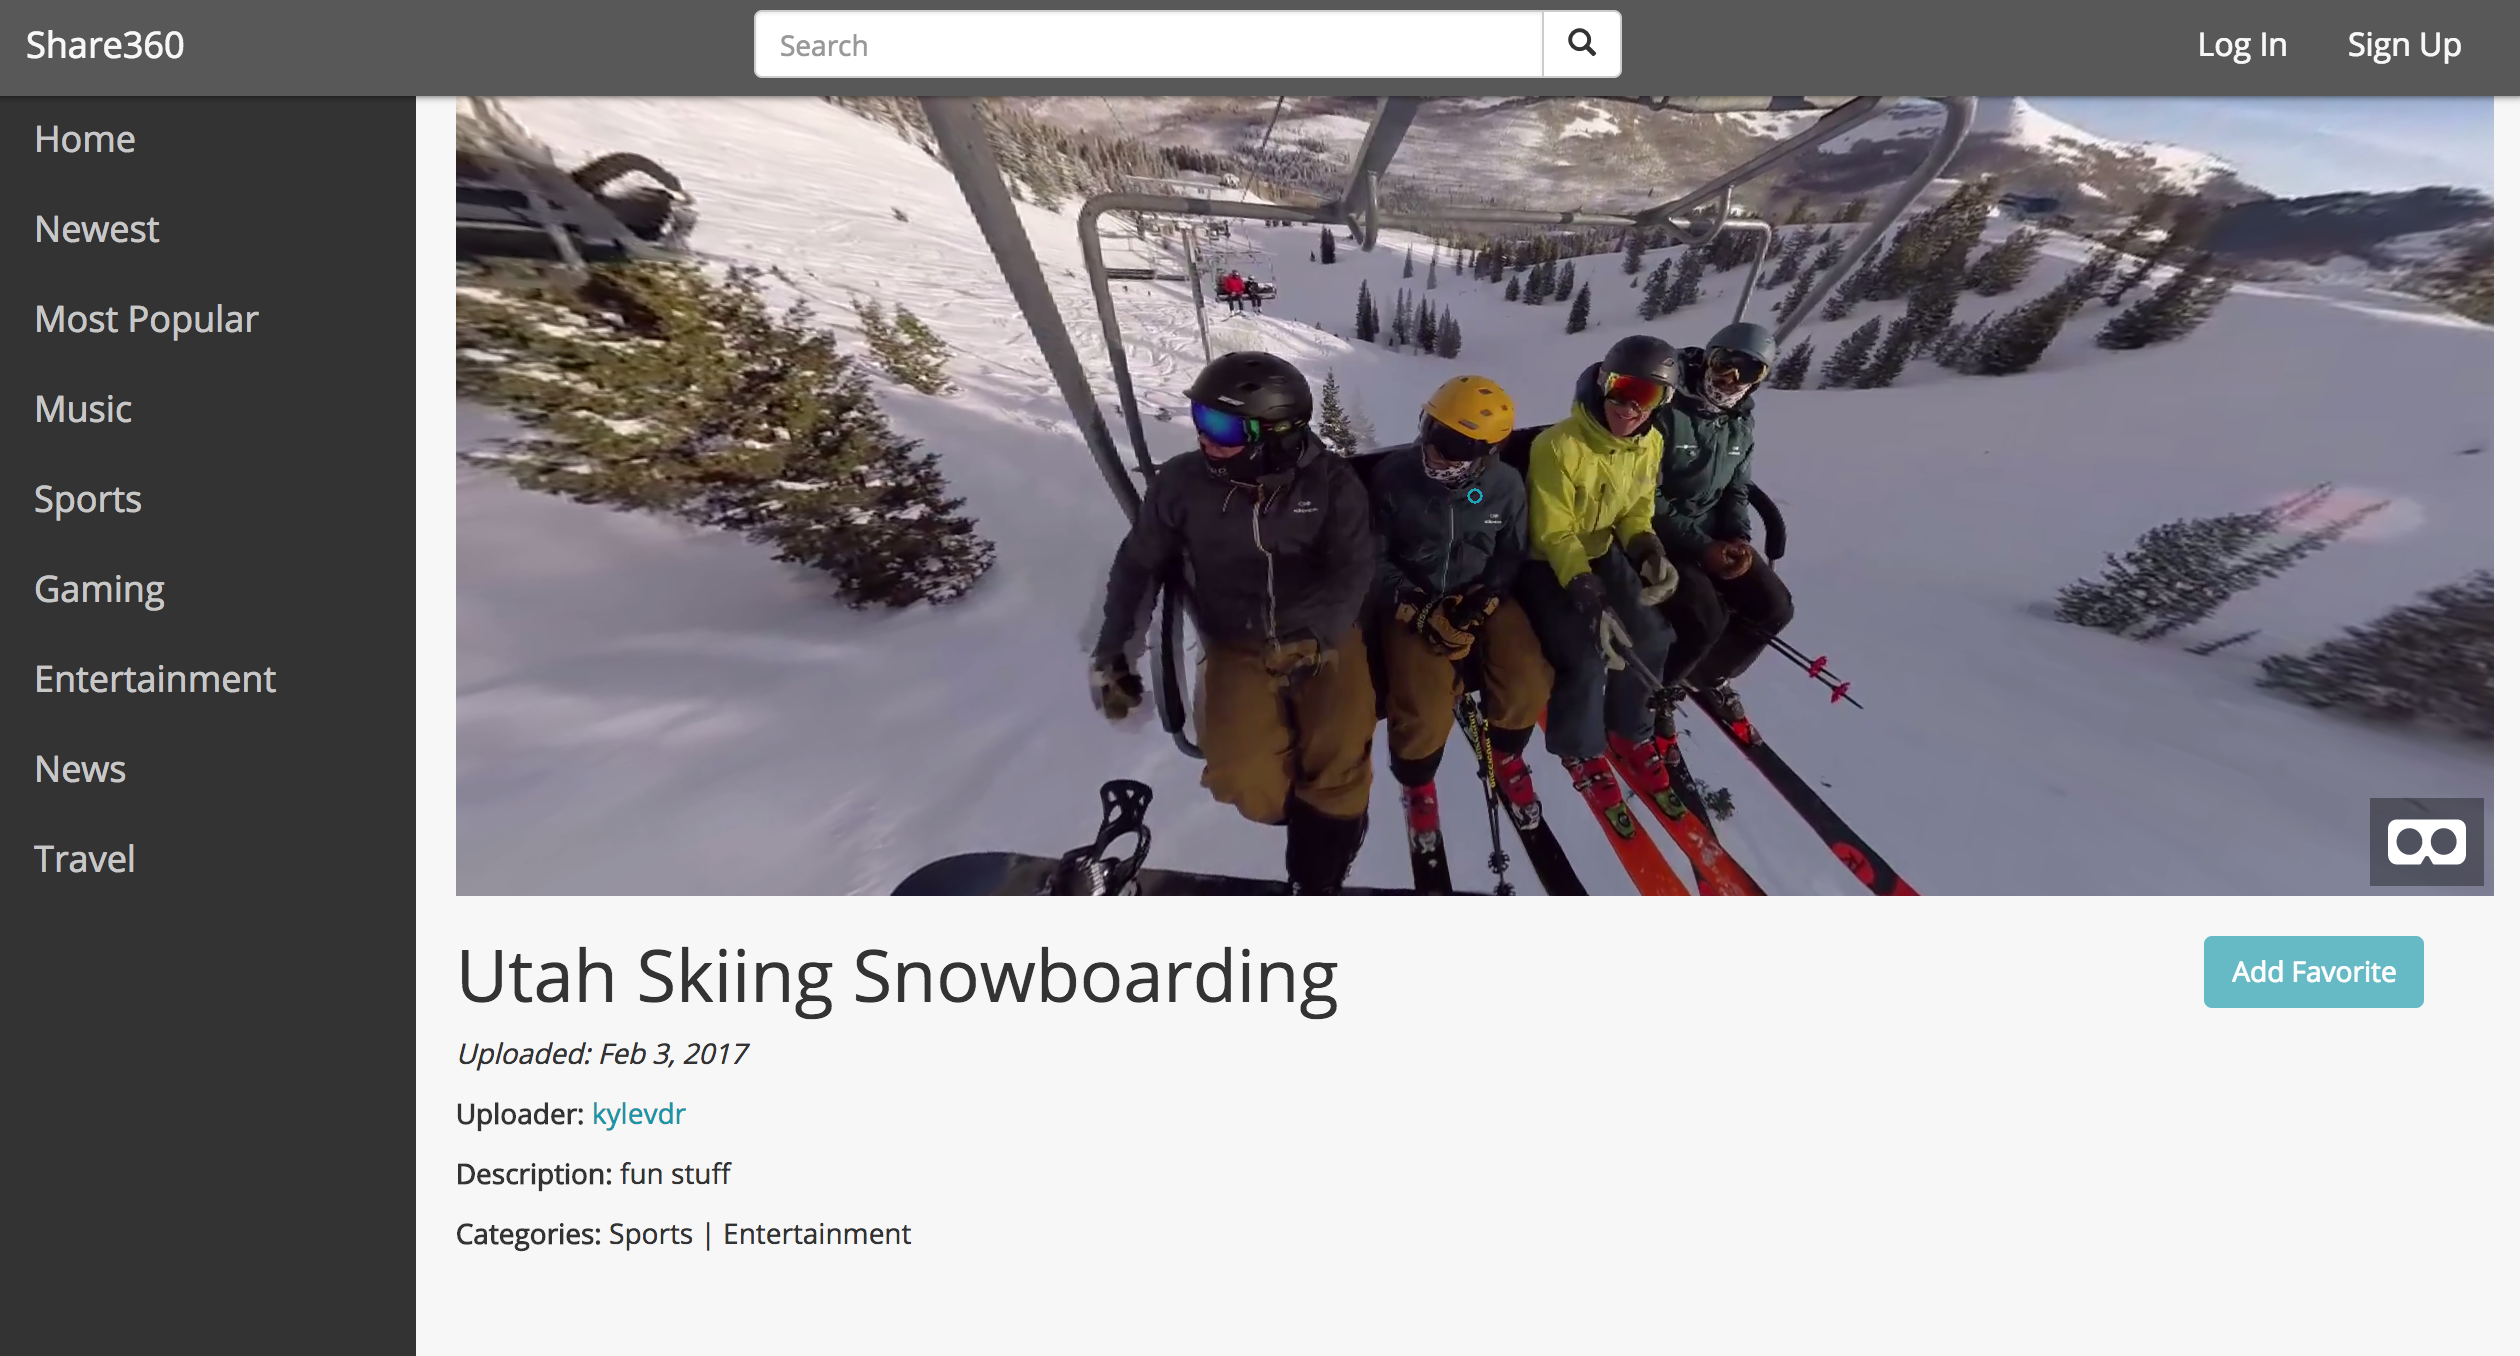 Share360
Search
Log In
Sign Up
Home
Newest
Most Popular
Music
Sports
Gaming
Entertainment
News
Travel
Utah Skiing Snowboarding
Add Favorite
Uploaded: Feb 3, 2017
Uploader: kylevdr
Description: fun stuff
Categories: Sports | Entertainment